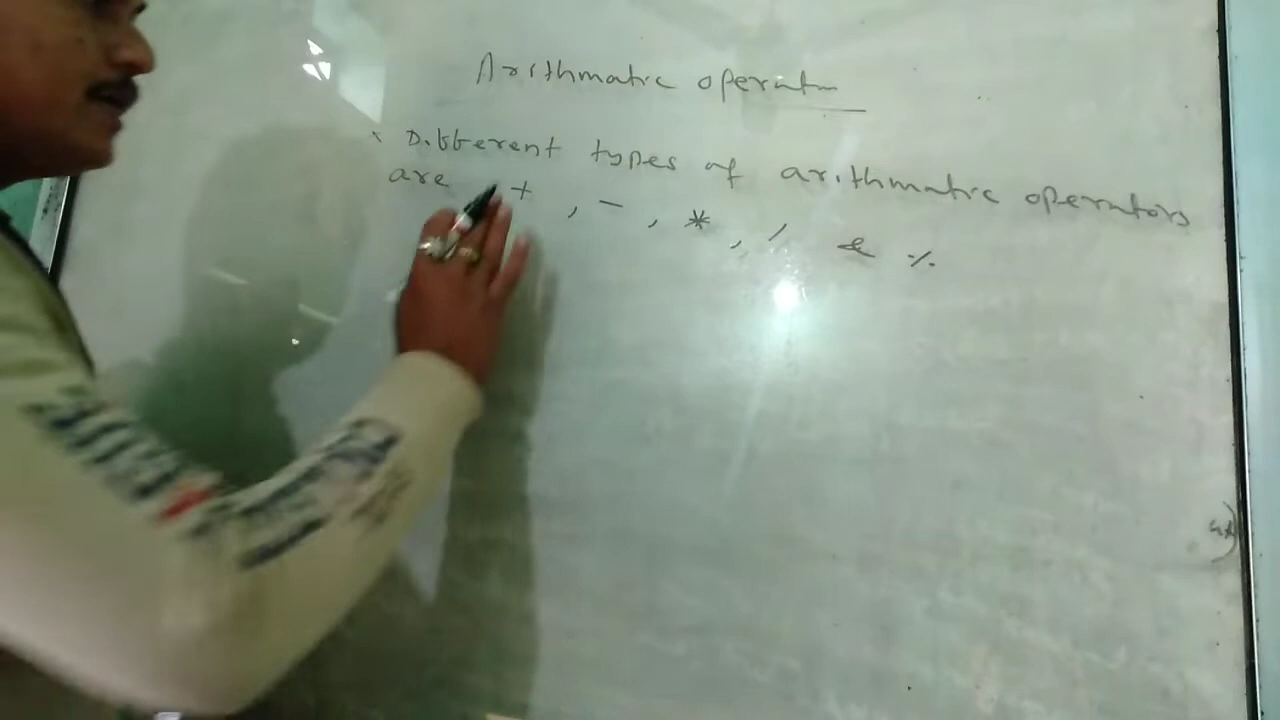 Arithmatic operator
Different types of arithmatic operators
are + , - , * , / & %